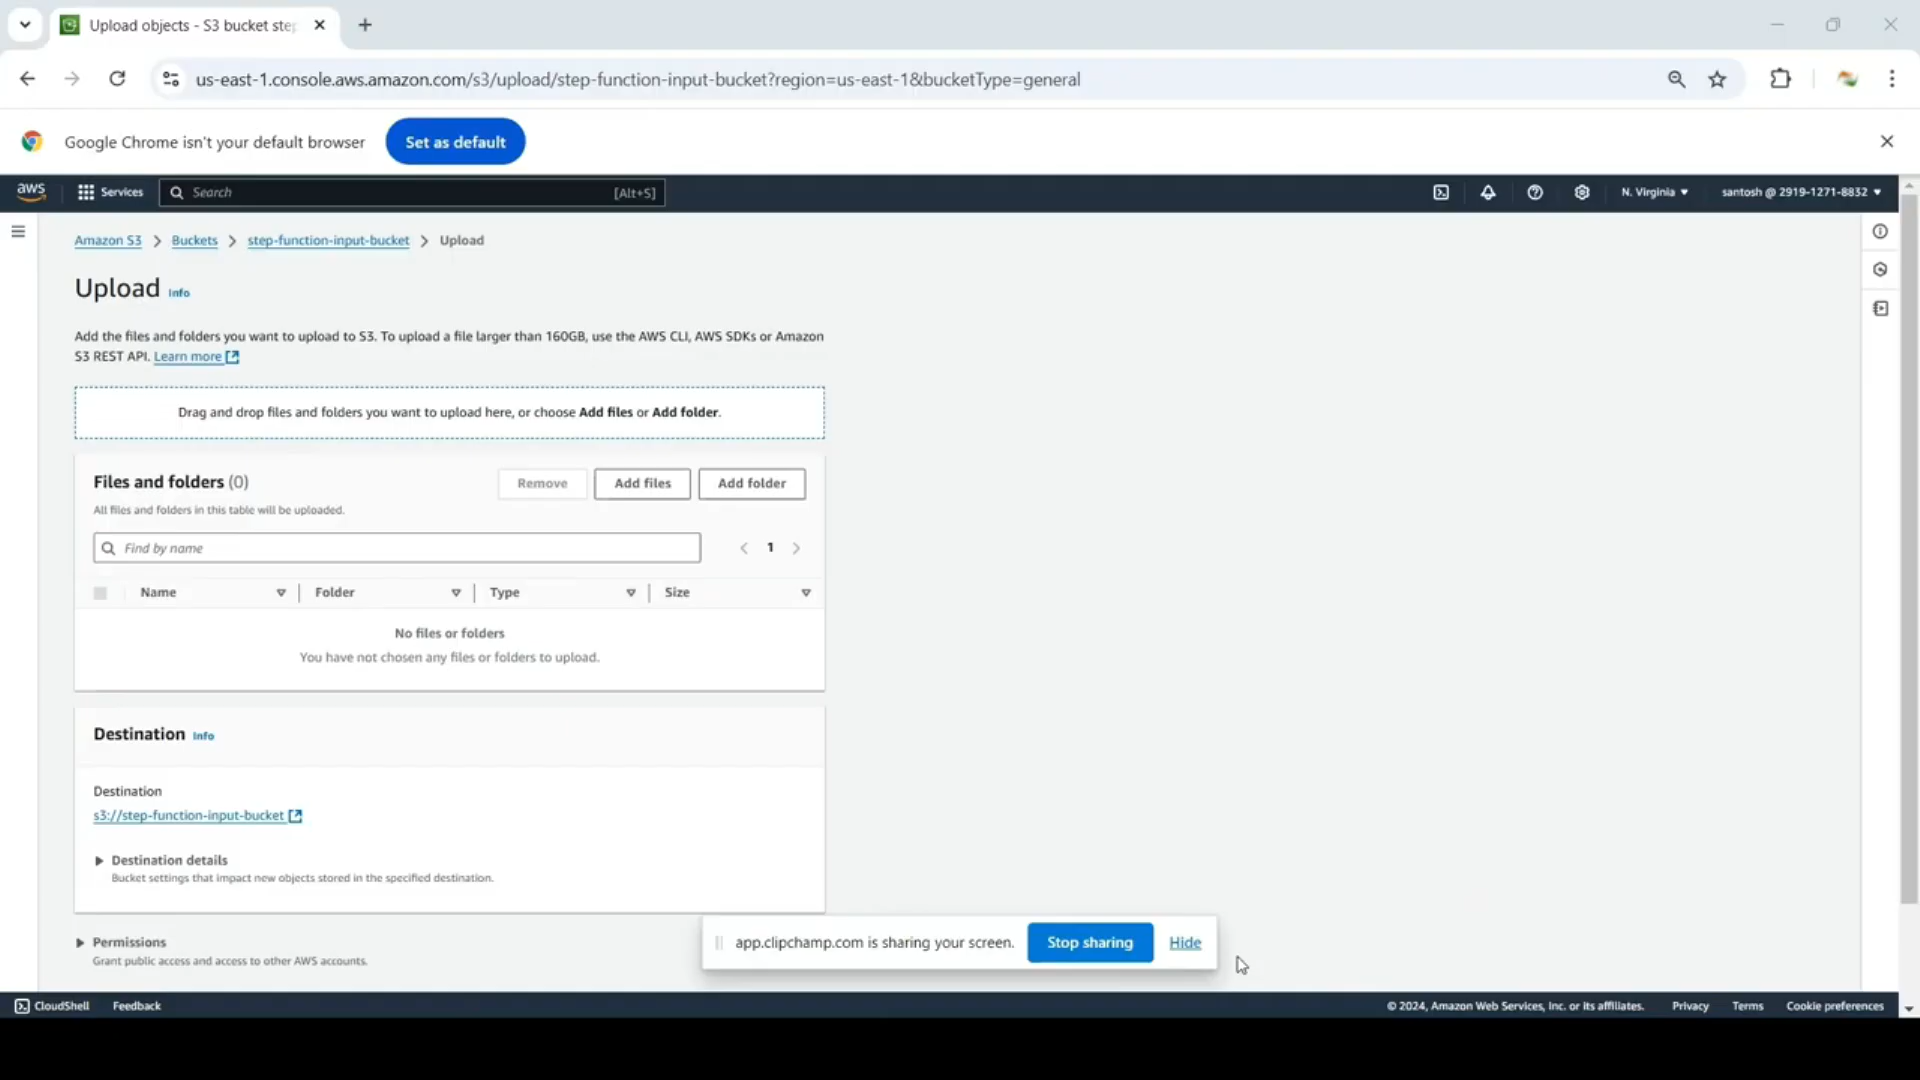 Upload objects - S3 bucket step
us-east-1.console.aws.amazon.com/s3/upload/step-function-input-bucket?region=us-east-1&bucketType=general
Google Chrome isn't your default browser
Set as default
aws
Services
Search
[Alt+S]
N. Virginia
santosh @ 2919-1271-8832
Amazon S3
Buckets
step-function-input-bucket
Upload
Upload Info
Add the files and folders you want to upload to S3. To upload a file larger than 160GB, use the AWS CLI, AWS SDKs or Amazon
S3 REST API. Learn more
Drag and drop files and folders you want to upload here, or choose Add files or Add folder.
Files and folders (0)
Remove
Add files
Add folder
All files and folders in this table will be uploaded.
Find by name
1
Name
Folder
Type
Size
No files or folders
You have not chosen any files or folders to upload.
Destination Info
Destination
s3://step-function-input-bucket
Destination details
Bucket settings that impact new objects stored in the specified destination.
Permissions
Grant public access and access to other AWS accounts.
app.clipchamp.com is sharing your screen.
Stop sharing
Hide
CloudShell
Feedback
© 2024, Amazon Web Services, Inc. or its affiliates.
Privacy
Terms
Cookie preferences